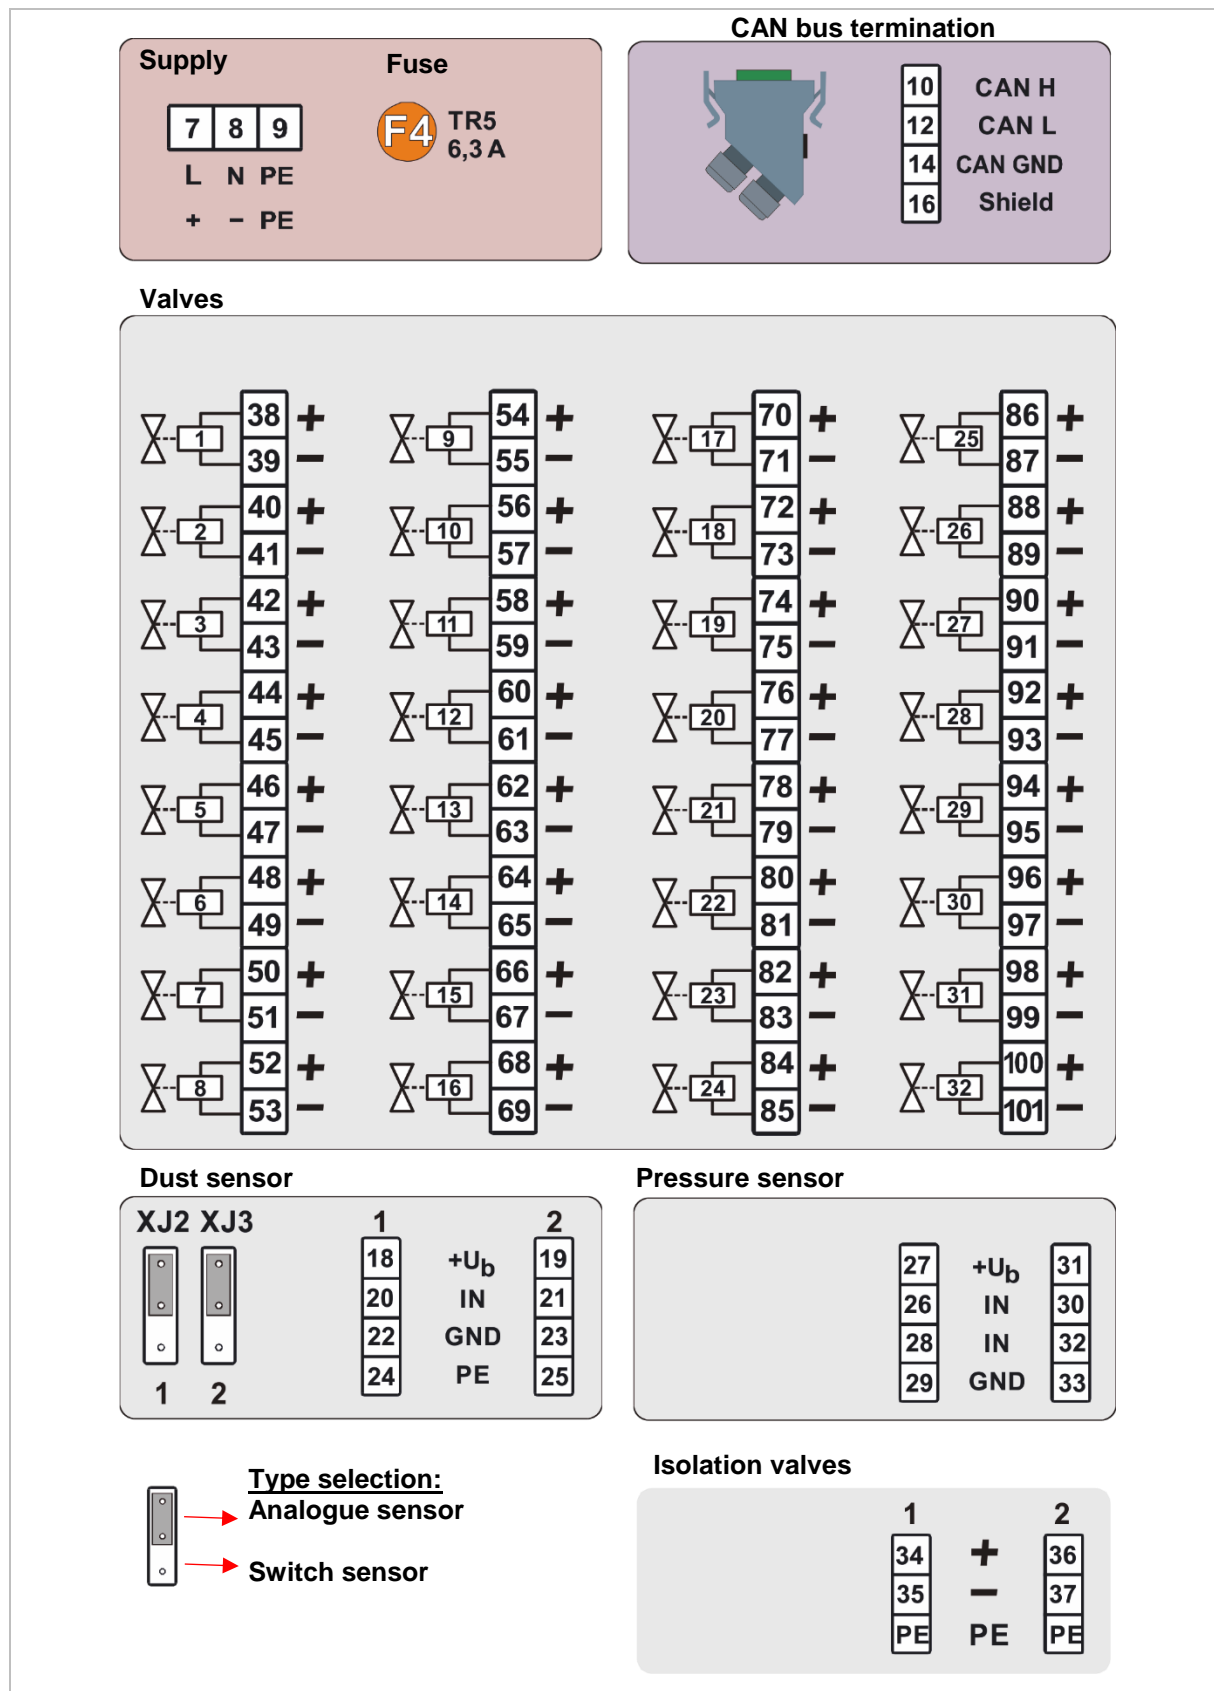 CAN bus termination
Supply
Fuse
7 8 9
L N PE
+ − PE
F4 TR5
6,3 A
10 CAN H
12 CAN L
14 CAN GND
16 Shield
Valves
1 38 + 9 54 + 17 70 + 25 86 +
39 − 55 − 71 − 87 −
2 40 + 10 56 + 18 72 + 26 88 +
41 − 57 − 73 − 89 −
3 42 + 11 58 + 19 74 + 27 90 +
43 − 59 − 75 − 91 −
4 44 + 12 60 + 20 76 + 28 92 +
45 − 61 − 77 − 93 −
5 46 + 13 62 + 21 78 + 29 94 +
47 − 63 − 79 − 95 −
6 48 + 14 64 + 22 80 + 30 96 +
49 − 65 − 81 − 97 −
7 50 + 15 66 + 23 82 + 31 98 +
51 − 67 − 83 − 99 −
8 52 + 16 68 + 24 84 + 32 100 +
53 − 69 − 85 − 101 −
Dust sensor
XJ2 XJ3
1 2
1 2
18 +Ub 19
20 IN 21
22 GND 23
24 PE 25
Pressure sensor
27 +Ub 31
26 IN 30
28 IN 32
29 GND 33
Type selection:
Analogue sensor
Switch sensor
Isolation valves
1 2
34 + 36
35 − 37
PE PE PE